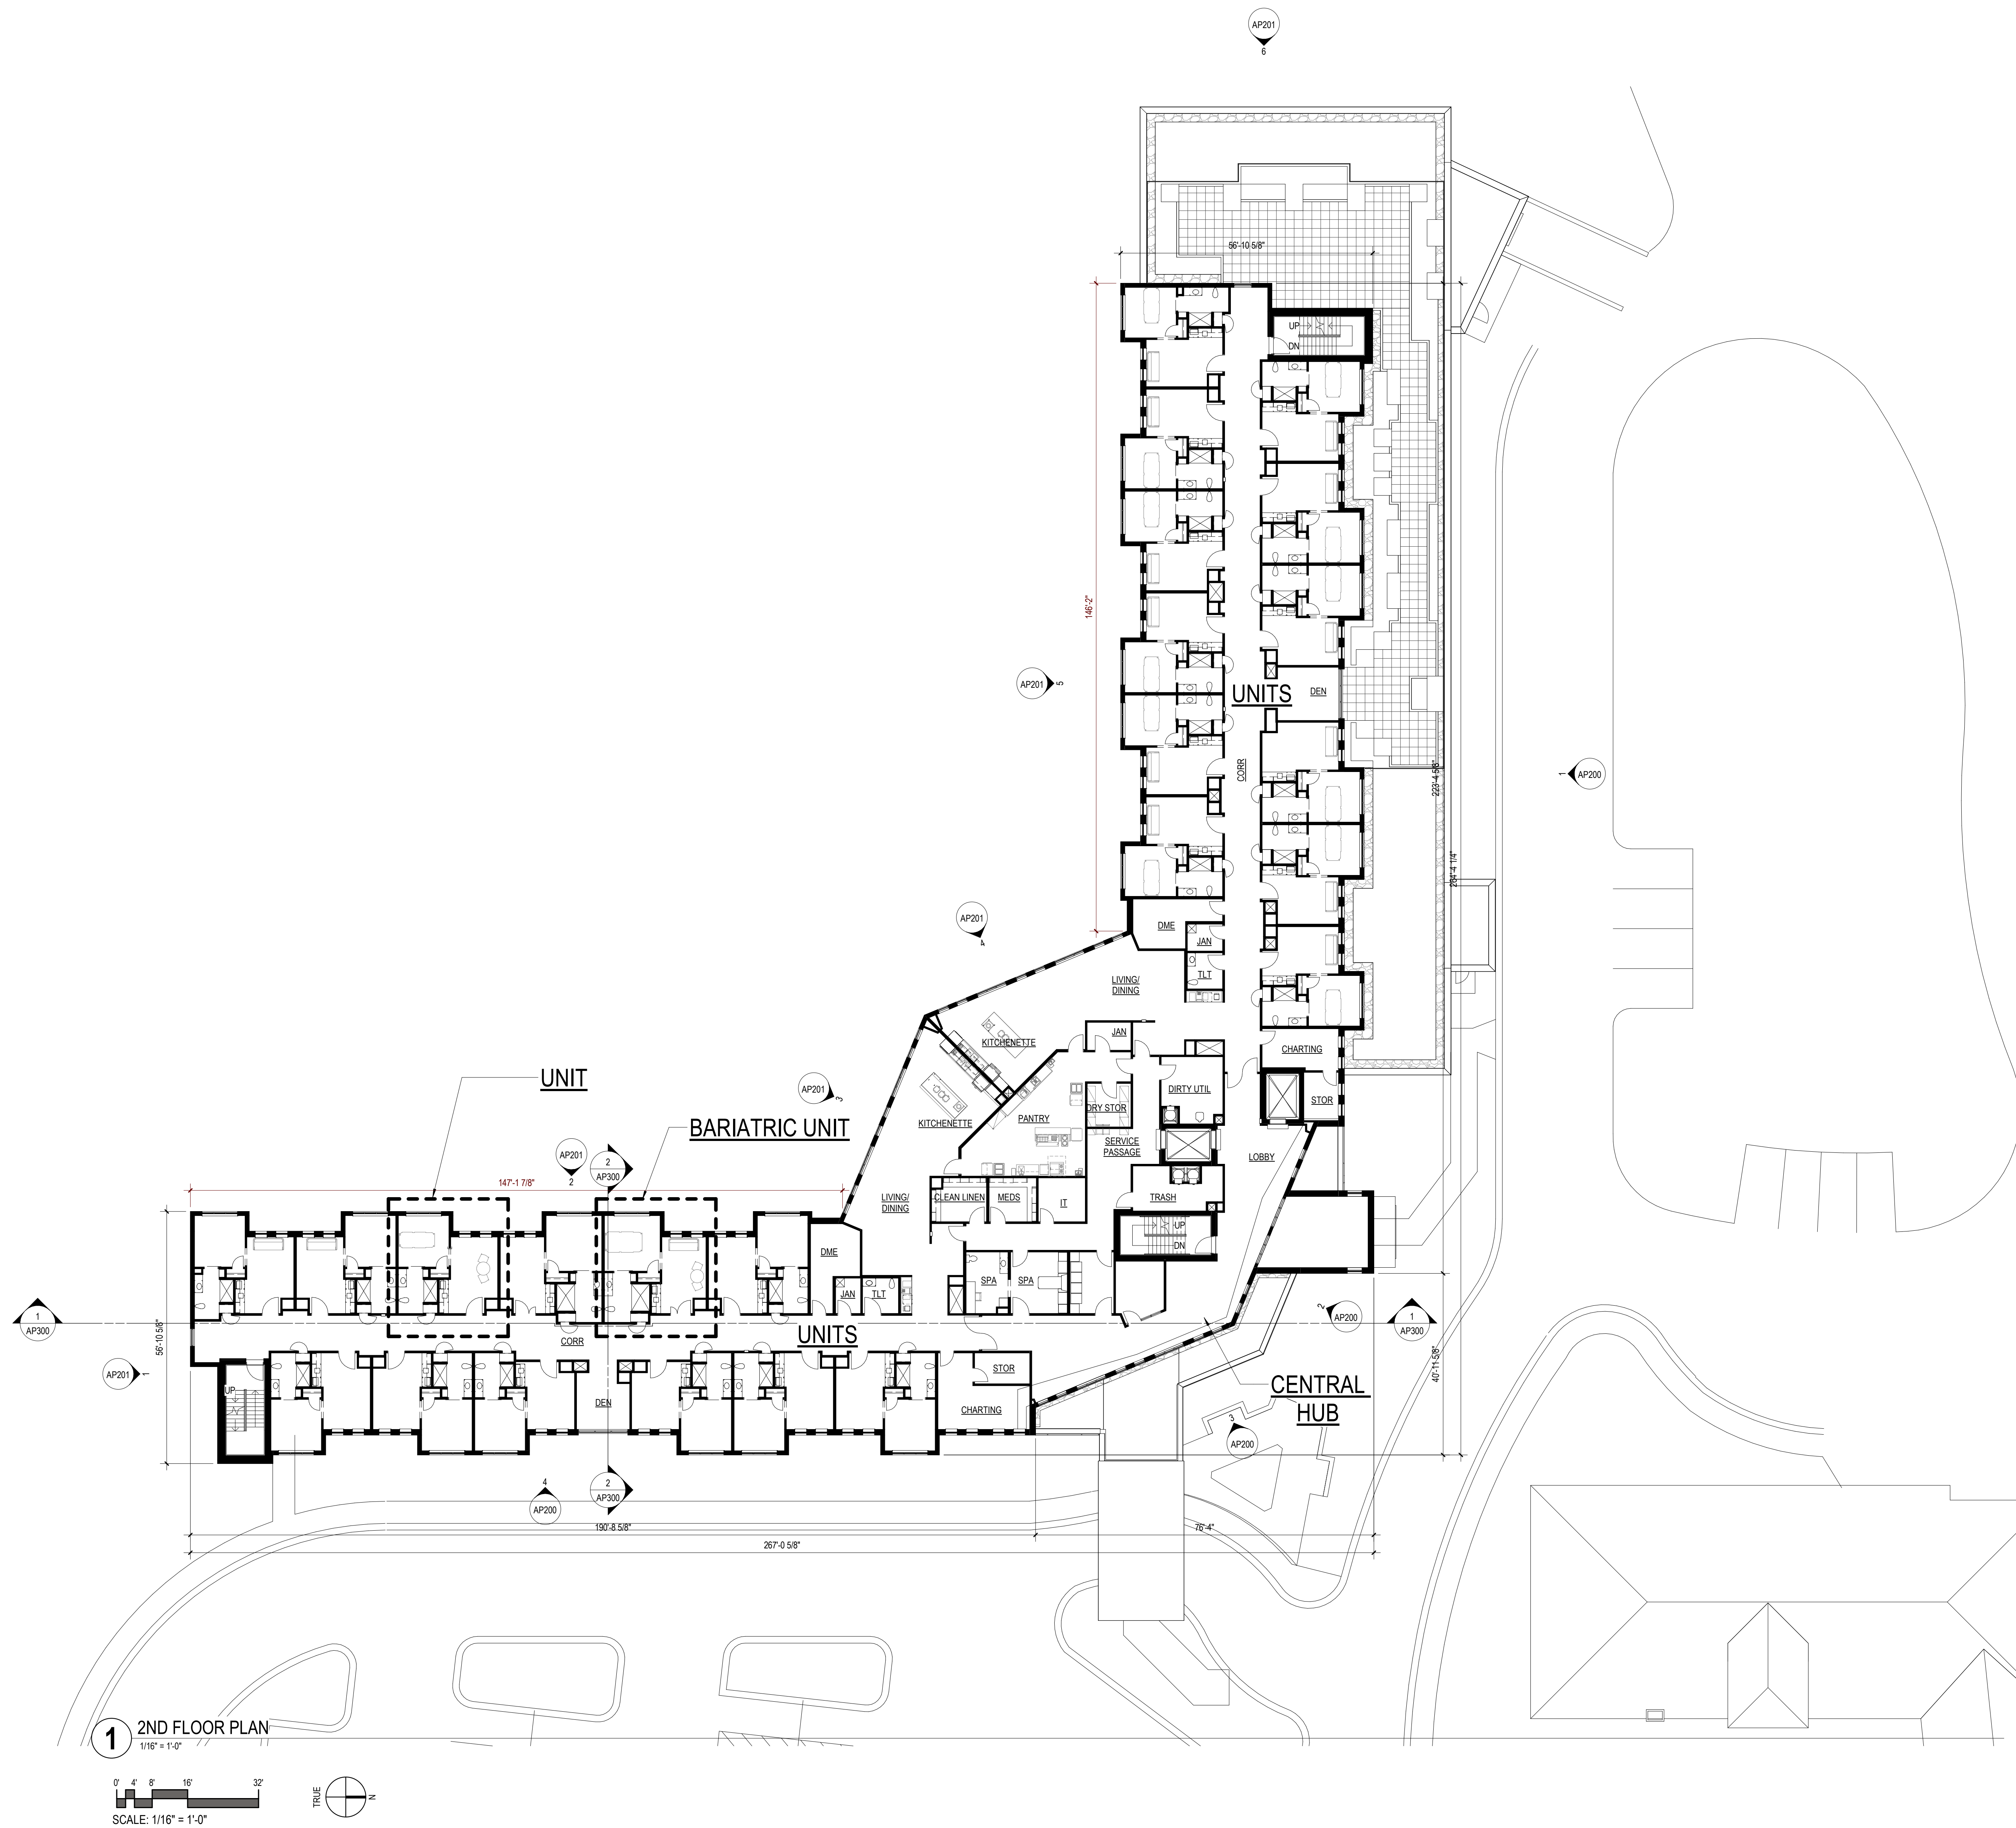 AP201
6
56'-10 5/8"
UP
DN
146'-2"
AP201
5
UNITS
DEN
CORR
1
AP200
223'-4 5/8"
264'-4 1/4"
AP201
4
DME
JAN
TLT
LIVING/
DINING
JAN
KITCHENETTE
CHARTING
UNIT
AP201
3
DIRTY UTIL
STOR
DRY STOR
PANTRY
KITCHENETTE
BARIATRIC UNIT
SERVICE
PASSAGE
LOBBY
AP201
2
2
AP300
147'-1 7/8"
LIVING/
DINING
CLEAN LINEN
MEDS
IT
TRASH
UP
DN
DME
SPA
SPA
JAN
TLT
1
AP300
56'-10 5/8"
CORR
UNITS
2
AP200
1
AP300
AP201
1
UP
DEN
STOR
CHARTING
40'-11 5/8"
CENTRAL
HUB
3
AP200
4
AP200
2
AP300
190'-8 5/8"
76'-4"
267'-0 5/8"
1
2ND FLOOR PLAN
1/16" = 1'-0"
0' 4' 8' 16' 32'
SCALE: 1/16" = 1'-0"
TRUE
N